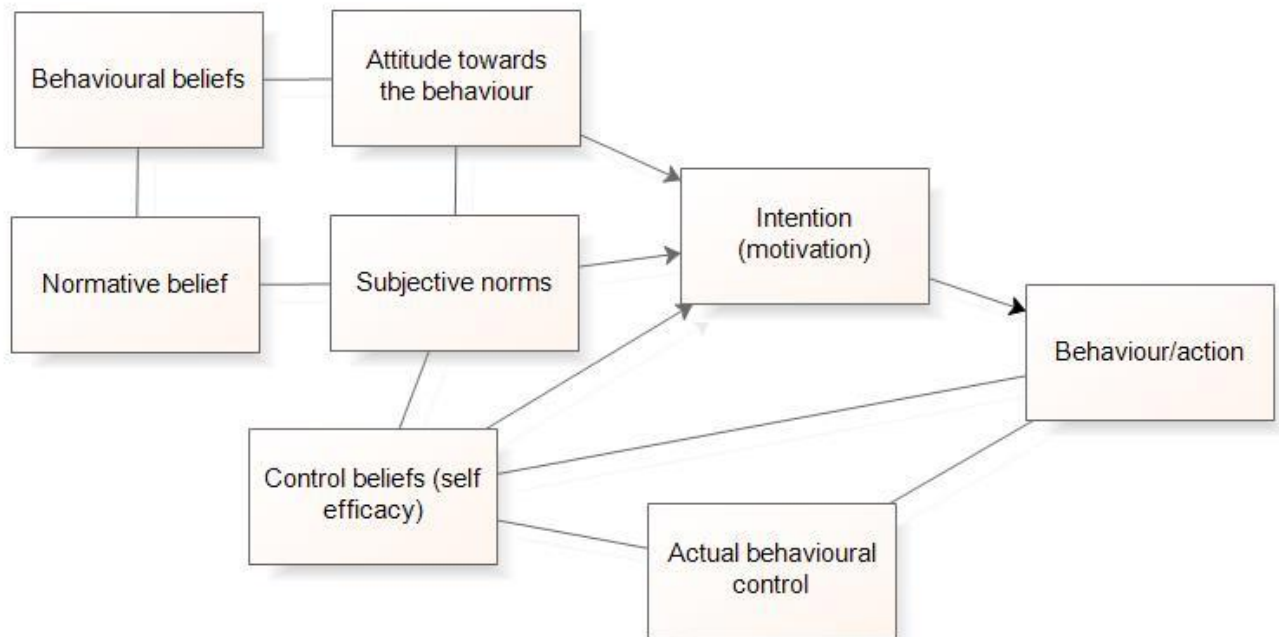 Behavioural beliefs
Attitude towards
the behaviour
Normative belief
Subjective norms
Intention
(motivation)
Behaviour/action
Control beliefs (self
efficacy)
Actual behavioural
control